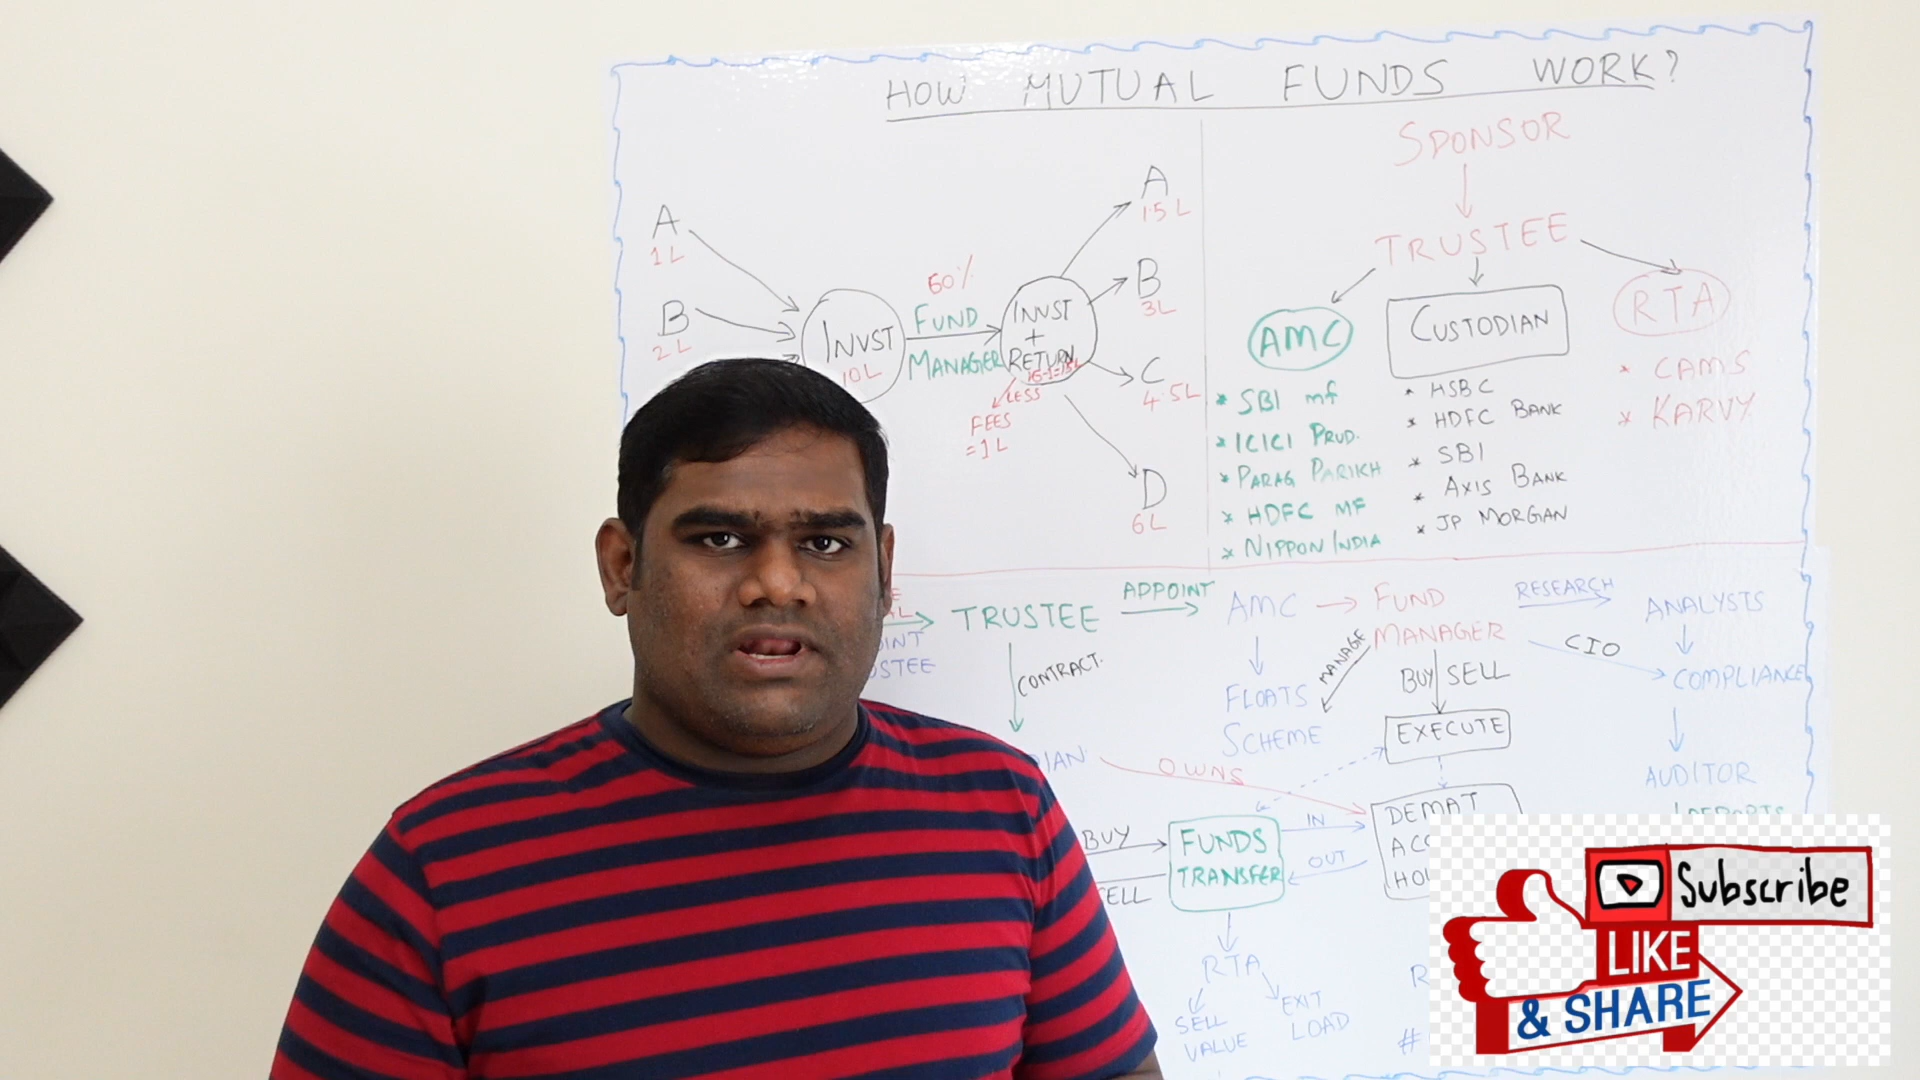 HOW MUTUAL FUNDS WORK?
A
1L
B
2L
INVST
10L
60%
FUND
MANAGER
INVST
+
RETURN
LESS
FEES
=1L
A
1.5L
B
3L
C
4.5L
D
6L
SPONSOR
TRUSTEE
AMC
* SBI mf
* ICICI PRUD.
* PARAG PARIKH
* HDFC MF
* NIPPON INDIA
CUSTODIAN
* HSBC
* HDFC BANK
* SBI
* AXIS BANK
* JP MORGAN
RTA
* CAMS
* KARVY
TRUSTEE
APPOINT
AMC
FUND
MANAGER
RESEARCH
ANALYSTS
CONTRACT.
FLOATS
SCHEME
MANAGE
BUY SELL
CIO
COMPLIANCE
EXECUTE
AUDITOR
OWNS
BUY
FUNDS
TRANSFER
IN
OUT
DEMAT
RTA
SELL
VALUE
EXIT
LOAD
Subscribe
LIKE
& SHARE